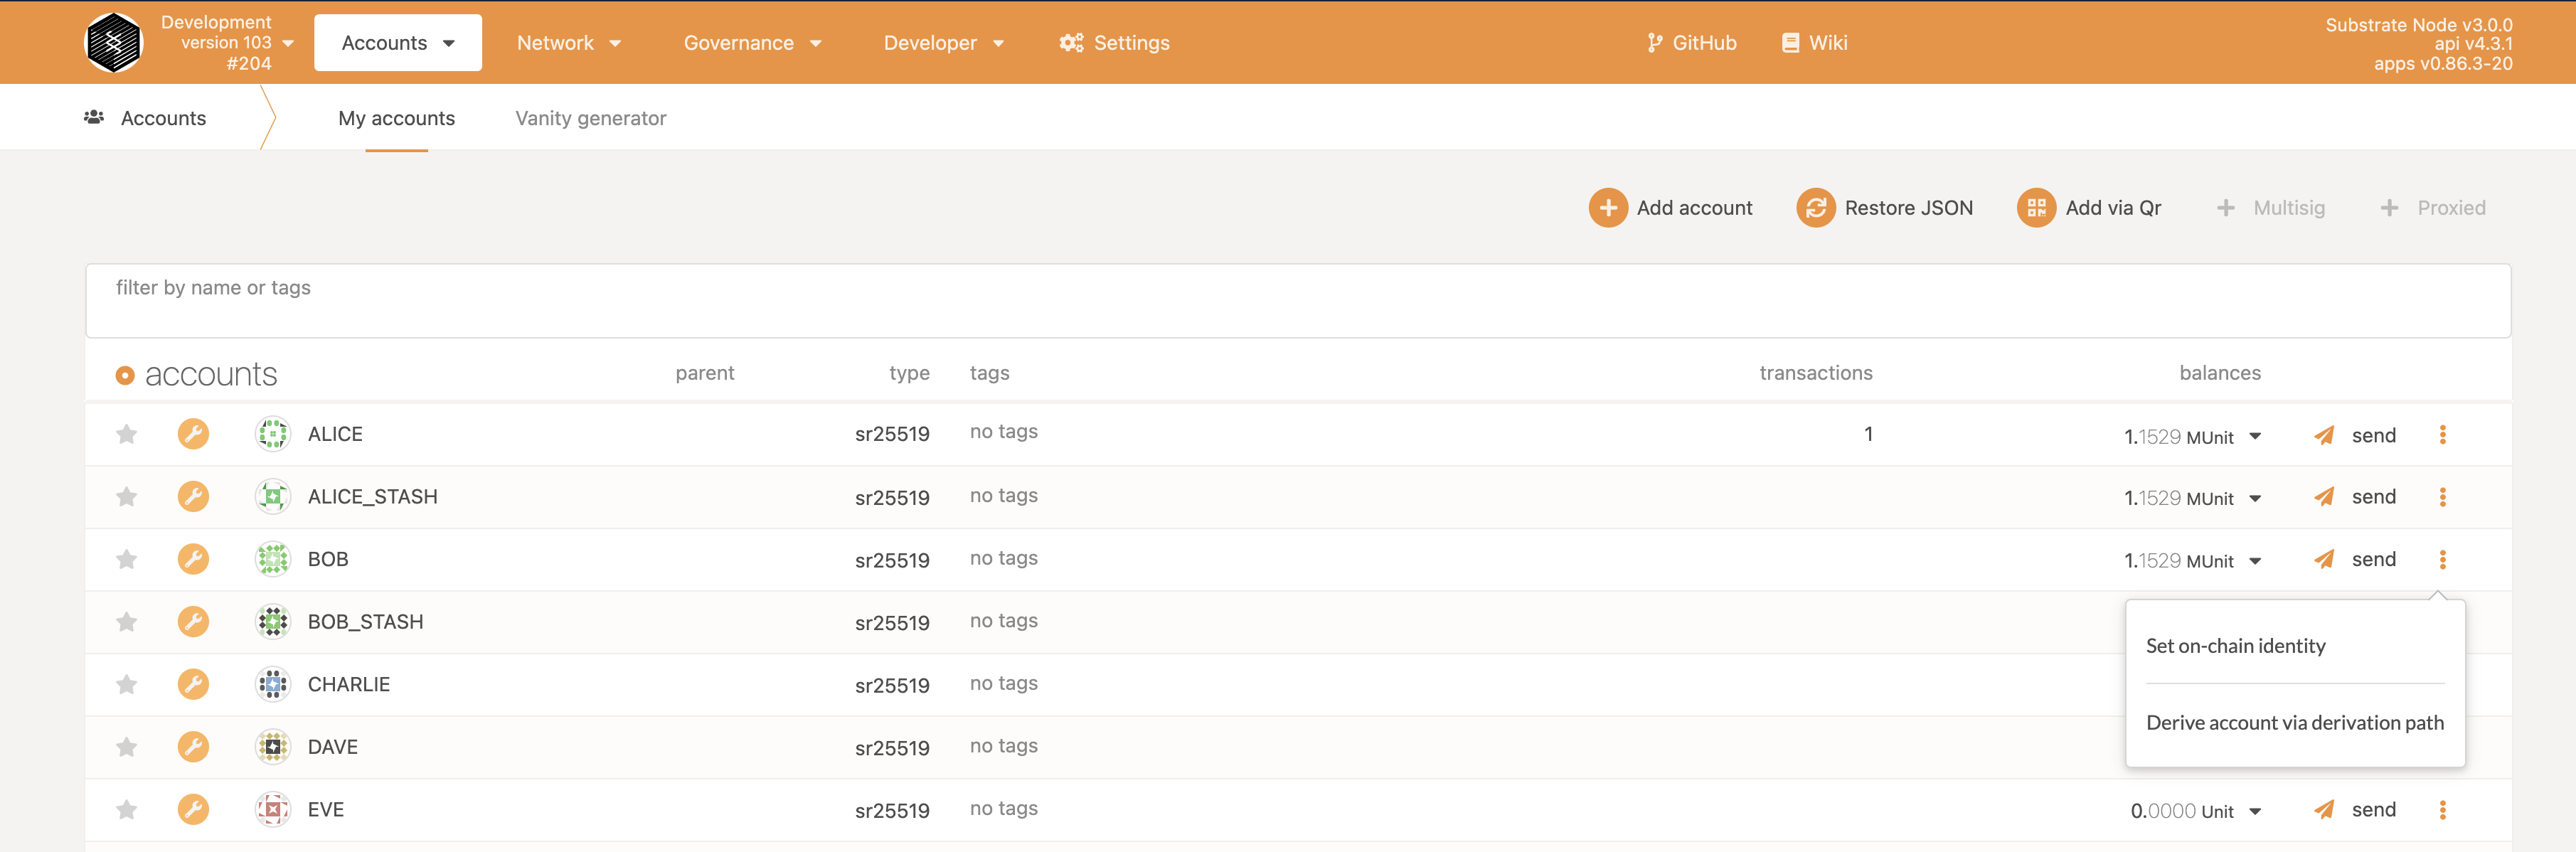 Development
version 103
#204
Accounts
Network
Governance
Developer
Settings
GitHub
Wiki
Substrate Node v3.0.0
api v4.3.1
apps v0.86.3-20
Accounts
My accounts
Vanity generator
Add account
Restore JSON
Add via Qr
Multisig
Proxied
filter by name or tags
accounts parent type tags transactions balances
ALICE sr25519 no tags 1 1.1529 MUnit send
ALICE_STASH sr25519 no tags 1.1529 MUnit send
BOB sr25519 no tags 1.1529 MUnit send
BOB_STASH sr25519 no tags
Set on-chain identity
CHARLIE sr25519 no tags
Derive account via derivation path
DAVE sr25519 no tags
EVE sr25519 no tags 0.0000 Unit send